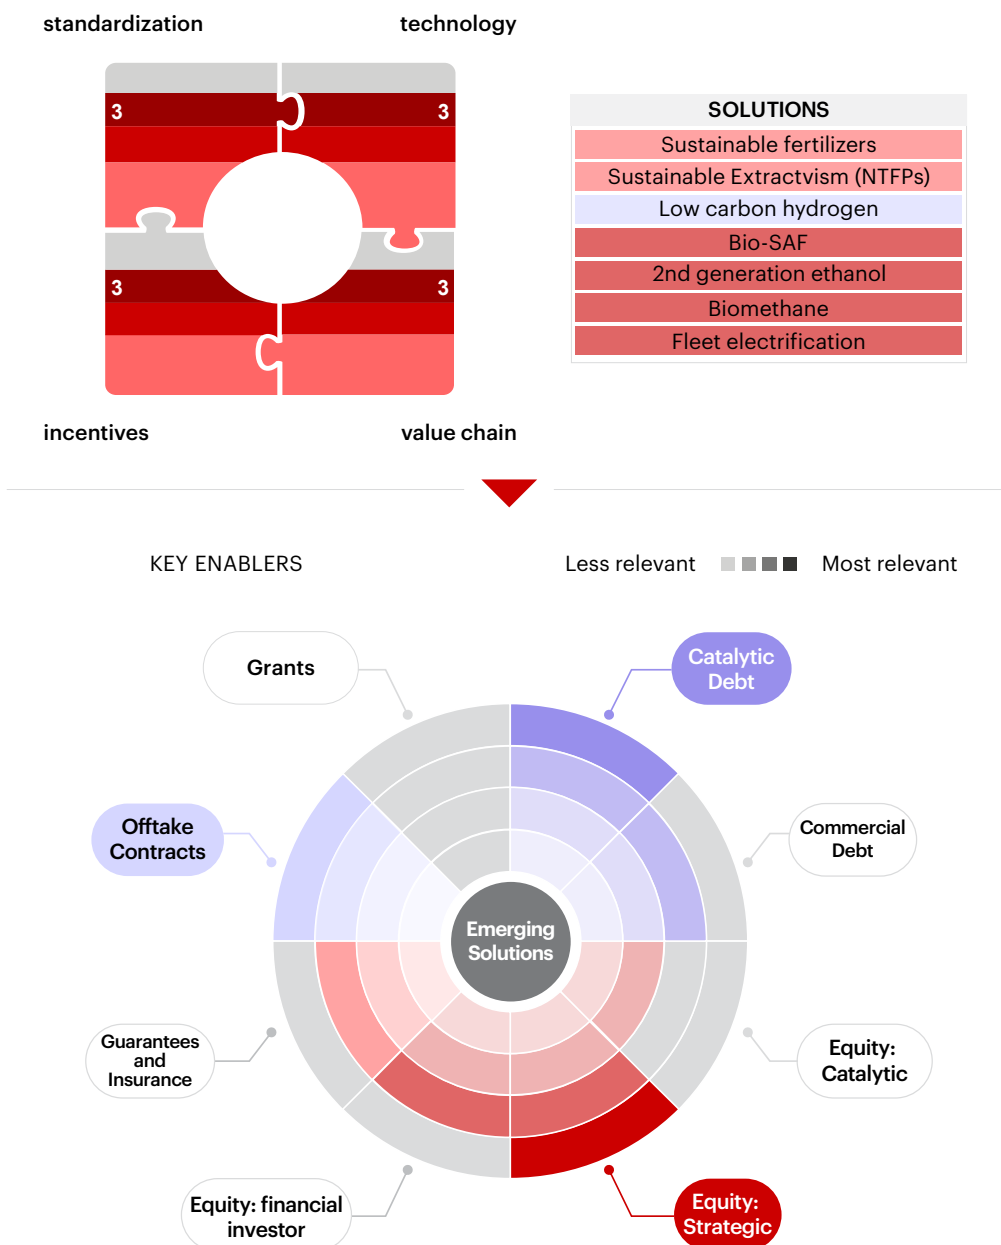 standardization
technology
3
3
3
3
incentives
value chain
SOLUTIONS
Sustainable fertilizers
Sustainable Extractvism (NTFPs)
Low carbon hydrogen
Bio-SAF
2nd generation ethanol
Biomethane
Fleet electrification
KEY ENABLERS
Less relevant
Most relevant
Grants
Catalytic
Debt
Offtake
Contracts
Commercial
Debt
Emerging
Solutions
Guarantees
and
Insurance
Equity:
Catalytic
Equity: financial
investor
Equity:
Strategic